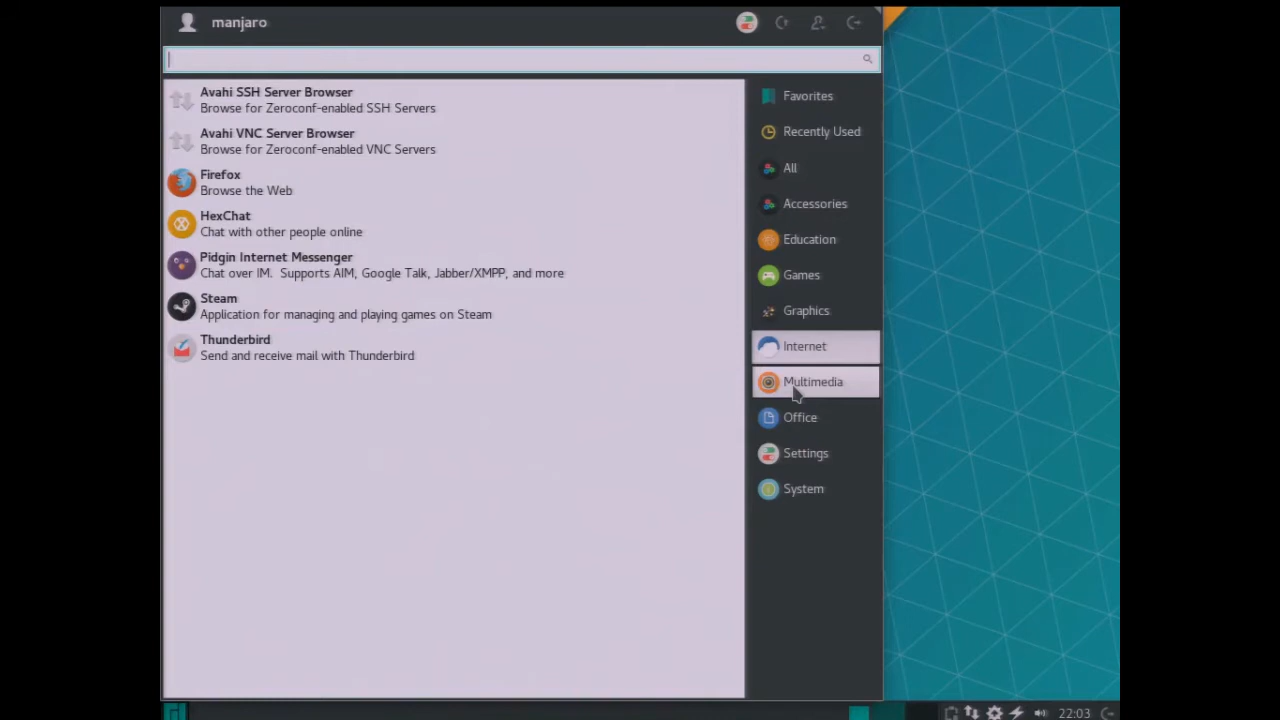 manjaro
Avahi SSH Server Browser
Browse for Zeroconf-enabled SSH Servers
Avahi VNC Server Browser
Browse for Zeroconf-enabled VNC Servers
Firefox
Browse the Web
HexChat
Chat with other people online
Pidgin Internet Messenger
Chat over IM.  Supports AIM, Google Talk, Jabber/XMPP, and more
Steam
Application for managing and playing games on Steam
Thunderbird
Send and receive mail with Thunderbird
Favorites
Recently Used
All
Accessories
Education
Games
Graphics
Internet
Multimedia
Office
Settings
System
22:03